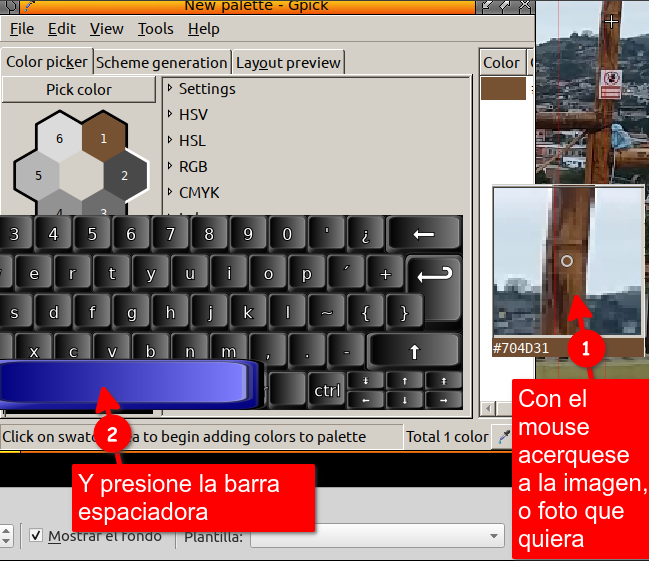 New palette - Gpick
File Edit View Tools Help
Color picker Scheme generation Layout preview
Color
Pick color
Settings
HSV
HSL
RGB
CMYK
6 1
5 2
4 3
3 4 5 6 7 8 9 0 ' ¿ ←
e r t y u i o p ´ +
s d f g h j k l ~ { }
x c v b n m , . - ↑
r ctrl
#704D31
1
Con el
mouse
acerquese
a la imagen,
o foto que
quiera
Click on swatch
a to begin adding colors to palette
Total 1 color
2
Y presione la barra
espaciadora
Mostrar el fondo
Plantilla: